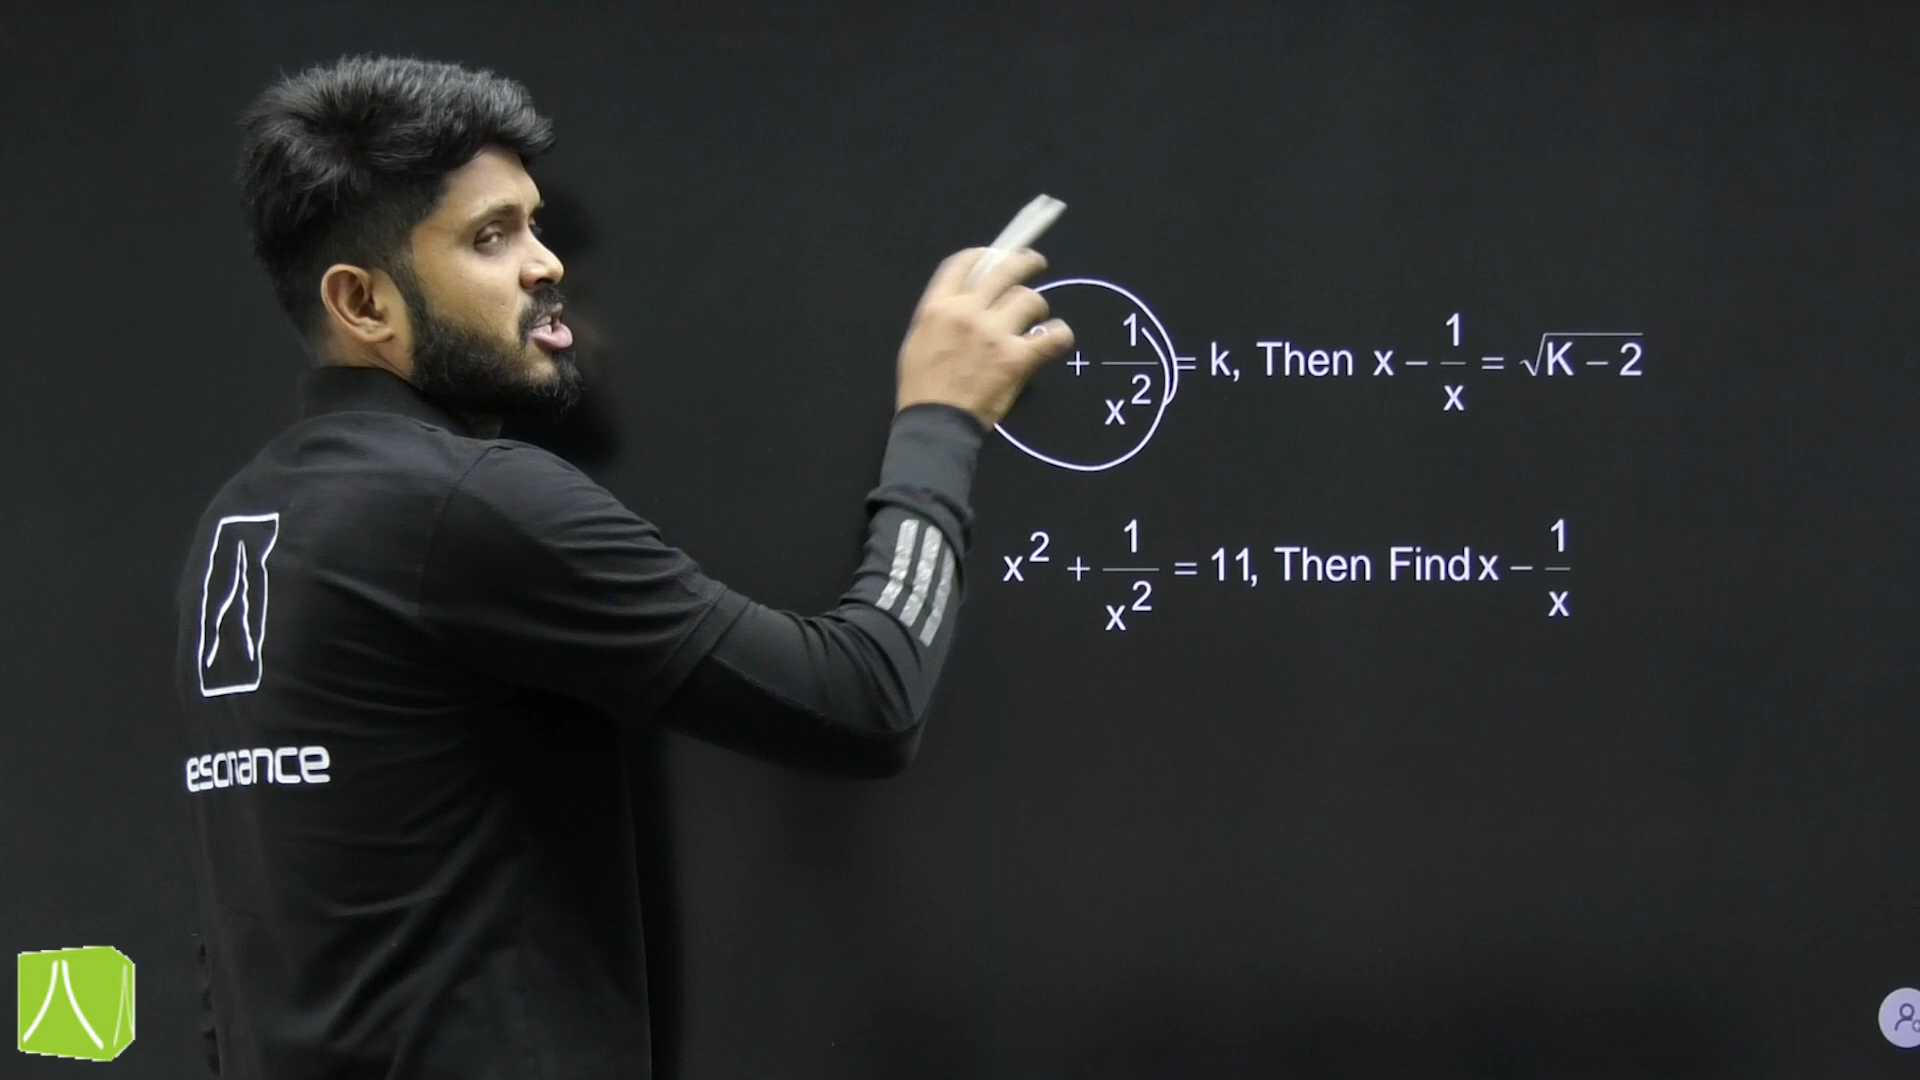 + 1/x² = k, Then x − 1/x = √K − 2
x² + 1/x² = 11, Then Find x − 1/x
esonance